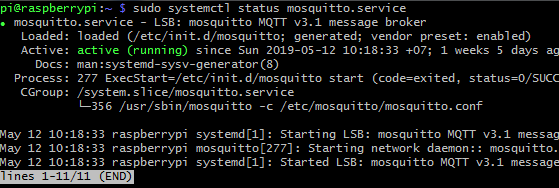 pi@raspberrypi:~ $ sudo systemctl status mosquitto.service
● mosquitto.service - LSB: mosquitto MQTT v3.1 message broker
   Loaded: loaded (/etc/init.d/mosquitto; generated; vendor preset: enabled)
   Active: active (running) since Sun 2019-05-12 10:18:33 +07; 1 weeks 5 days ag
     Docs: man:systemd-sysv-generator(8)
  Process: 277 ExecStart=/etc/init.d/mosquitto start (code=exited, status=0/SUCC
   CGroup: /system.slice/mosquitto.service
           └─356 /usr/sbin/mosquitto -c /etc/mosquitto/mosquitto.conf

May 12 10:18:33 raspberrypi systemd[1]: Starting LSB: mosquitto MQTT v3.1 messag
May 12 10:18:33 raspberrypi mosquitto[277]: Starting network daemon:: mosquitto.
May 12 10:18:33 raspberrypi systemd[1]: Started LSB: mosquitto MQTT v3.1 message
lines 1-11/11 (END)